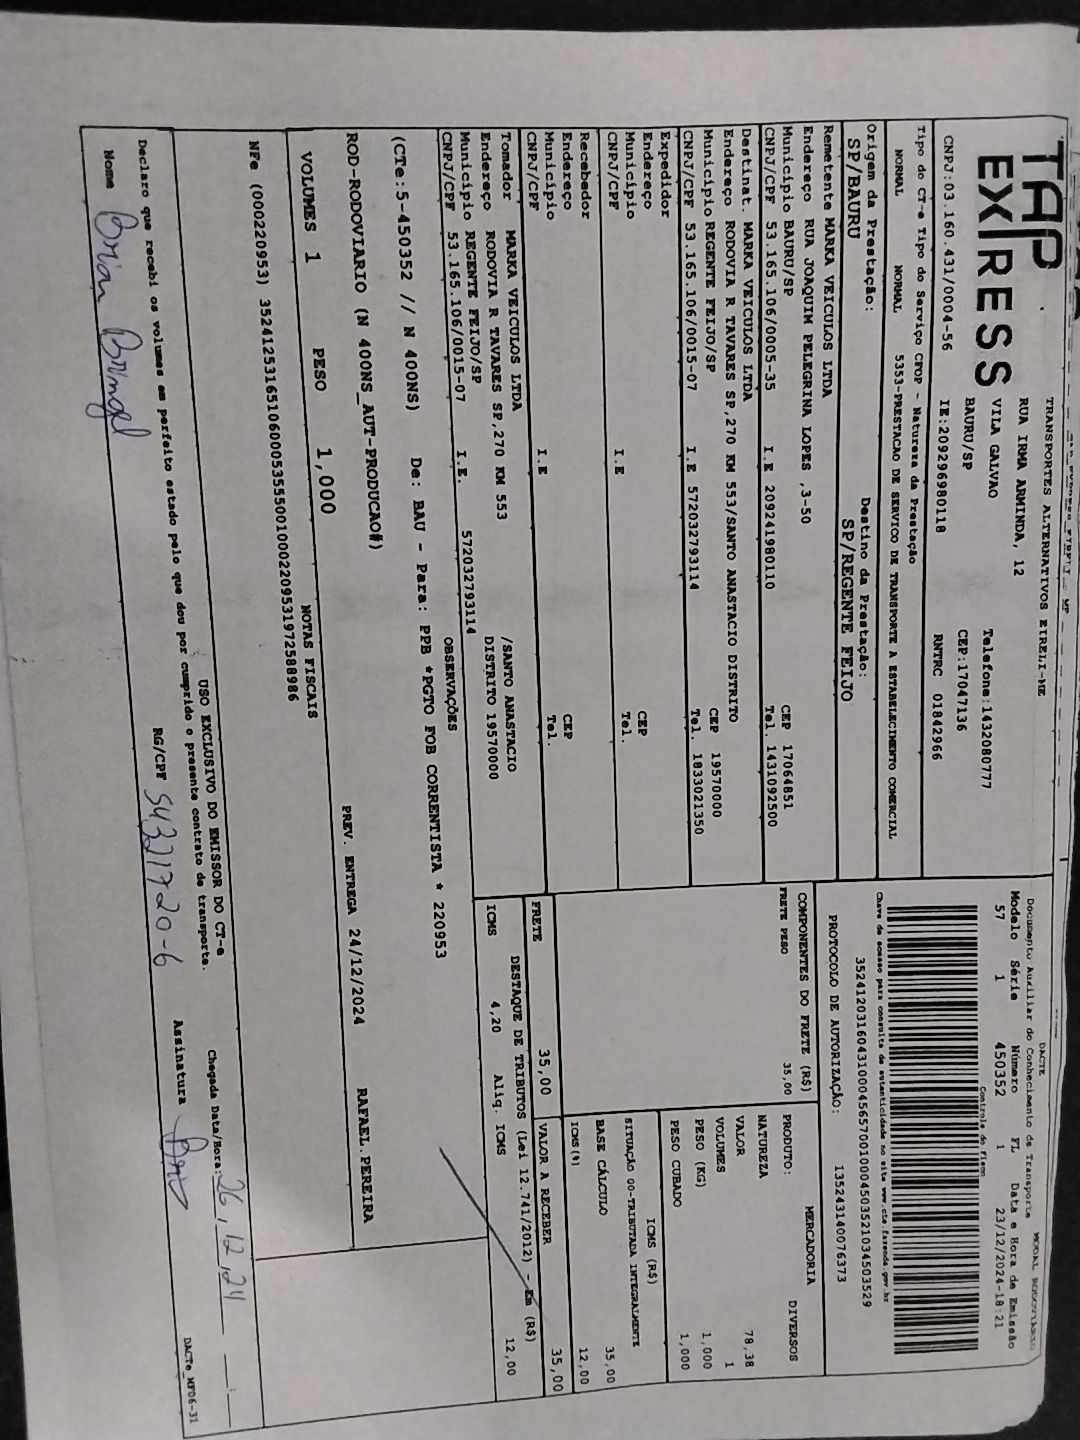 TAP
EXPRESS
TRANSPORTES ALTERNATIVOS EIRELI-ME
RUA IRMA ARMINDA, 12
VILA GALVAO
Telefone:1432080777
BAURU/SP
CEP:17047136
CNPJ:03.160.431/0004-56
IE:209296980118
RNTRC 01842966
DACTE
MODAL RODOVIARIO
Documento Auxiliar do Conhecimento de Transporte
Modelo Série Número FL Data e Hora de Emissão
57 1 450352 1 23/12/2024-18:21
Controle do Fisco
Chave de acesso para consulta de autenticidade no site www.cte.fazenda.gov.br
35241203160431000456570010004503521034503529
PROTOCOLO DE AUTORIZAÇÃO: 135243140076373
Tipo do CT-e Tipo do Serviço CFOP - Natureza da Prestação
NORMAL NORMAL 5353-PRESTACAO DE SERVICO DE TRANSPORTE A ESTABELECIMENTO COMERCIAL
Origem da Prestação: Destino da Prestação:
SP/BAURU SP/REGENTE FEIJO
Remetente MARKA VEICULOS LTDA
Endereço RUA JOAQUIM PELEGRINA LOPES ,3-50
Município BAURU/SP CEP 17064851
CNPJ/CPF 53.165.106/0005-35 I.E 209241980110 Tel. 1431092500
Destinat. MARKA VEICULOS LTDA
Endereço RODOVIA R TAVARES SP,270 KM 553/SANTO ANASTACIO DISTRITO
Município REGENTE FEIJO/SP CEP 19570000
CNPJ/CPF 53.165.106/0015-07 I.E 572032793114 Tel. 1833021350
Expedidor
Endereço
Município CEP
CNPJ/CPF I.E Tel.
Recebedor
Endereço
Município CEP
CNPJ/CPF I.E Tel.
Tomador MARKA VEICULOS LTDA
Endereço RODOVIA R TAVARES SP,270 KM 553 /SANTO ANASTACIO
Município REGENTE FEIJO/SP DISTRITO 19570000
CNPJ/CPF 53.165.106/0015-07 I.E. 572032793114
COMPONENTES DO FRETE (R$)
FRETE PESO 35,00
PRODUTO: MERCADORIA DIVERSOS
NATUREZA
VALOR 78,38
VOLUMES 1
PESO (KG) 1,000
PESO CUBADO 1,000
ICMS (R$)
SITUAÇÃO 00-TRIBUTADA INTEGRALMENTE
BASE CÁLCULO 35,00
ICMS(%) 12,00
FRETE 35,00 VALOR A RECEBER 35,00
DESTAQUE DE TRIBUTOS (Lei 12.741/2012) - Em (R$)
ICMS 4,20 Aliq. ICMS 12,00
OBSERVAÇÕES
(CTe:5-450352 // N 400NS) De: BAU - Para: PPB *PGTO FOB CORRENTISTA * 220953
ROD-RODOVIARIO (N 400NS_AUT-PRODUCAO#)
PREV. ENTREGA 24/12/2024 RAFAEL.PEREIRA
VOLUMES 1 PESO 1,000
NOTAS FISCAIS
NFe (000220953) 35241253165106000535550010002209531972588986
USO EXCLUSIVO DO EMISSOR DO CT-e
Declaro que recebi os volumes em perfeito estado pelo que dou por cumprido o presente contrato de transporte.
Chegada Data/Hora: 26/12/24
Nome Brian
RG/CPF 54321720-6
Assinatura
DACTe_MF06-31